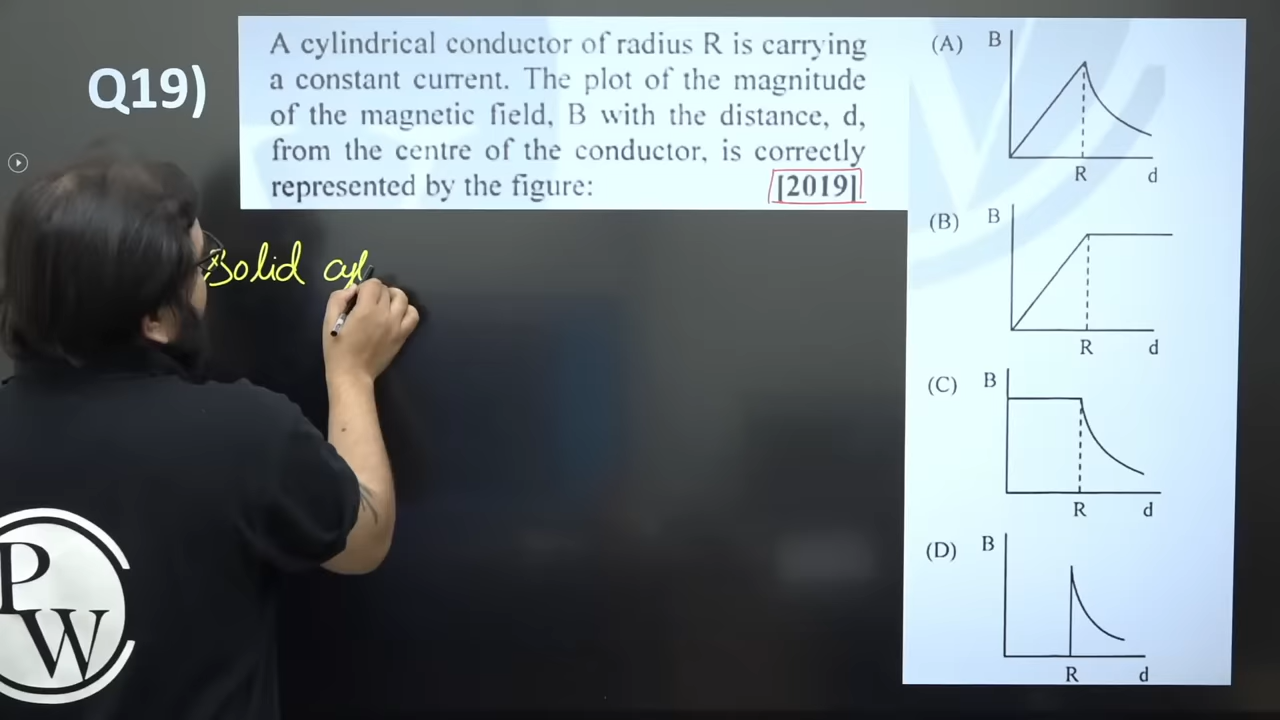 Q19)
A cylindrical conductor of radius R is carrying
a constant current. The plot of the magnitude
of the magnetic field, B with the distance, d,
from the centre of the conductor, is correctly
represented by the figure: [2019]
Solid cyl
(A) B
R d
(B) B
R d
(C) B
R d
(D) B
R d
P
W